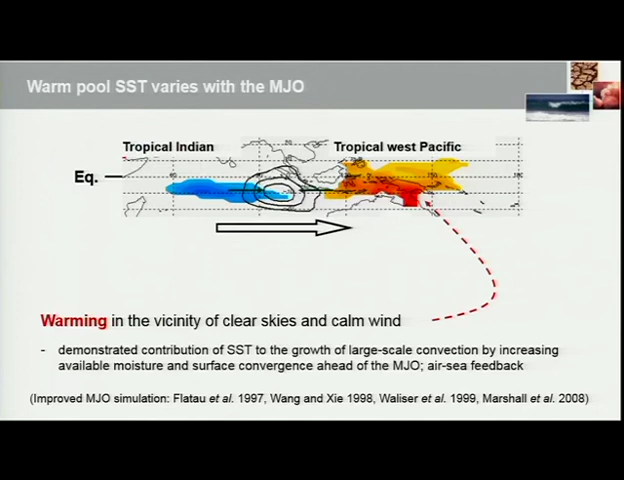 Warm pool SST varies with the MJO
Tropical Indian
Tropical west Pacific
Eq.
Warming in the vicinity of clear skies and calm wind
- demonstrated contribution of SST to the growth of large-scale convection by increasing
available moisture and surface convergence ahead of the MJO; air-sea feedback
(Improved MJO simulation: Flatau et al. 1997, Wang and Xie 1998, Waliser et al. 1999, Marshall et al. 2008)